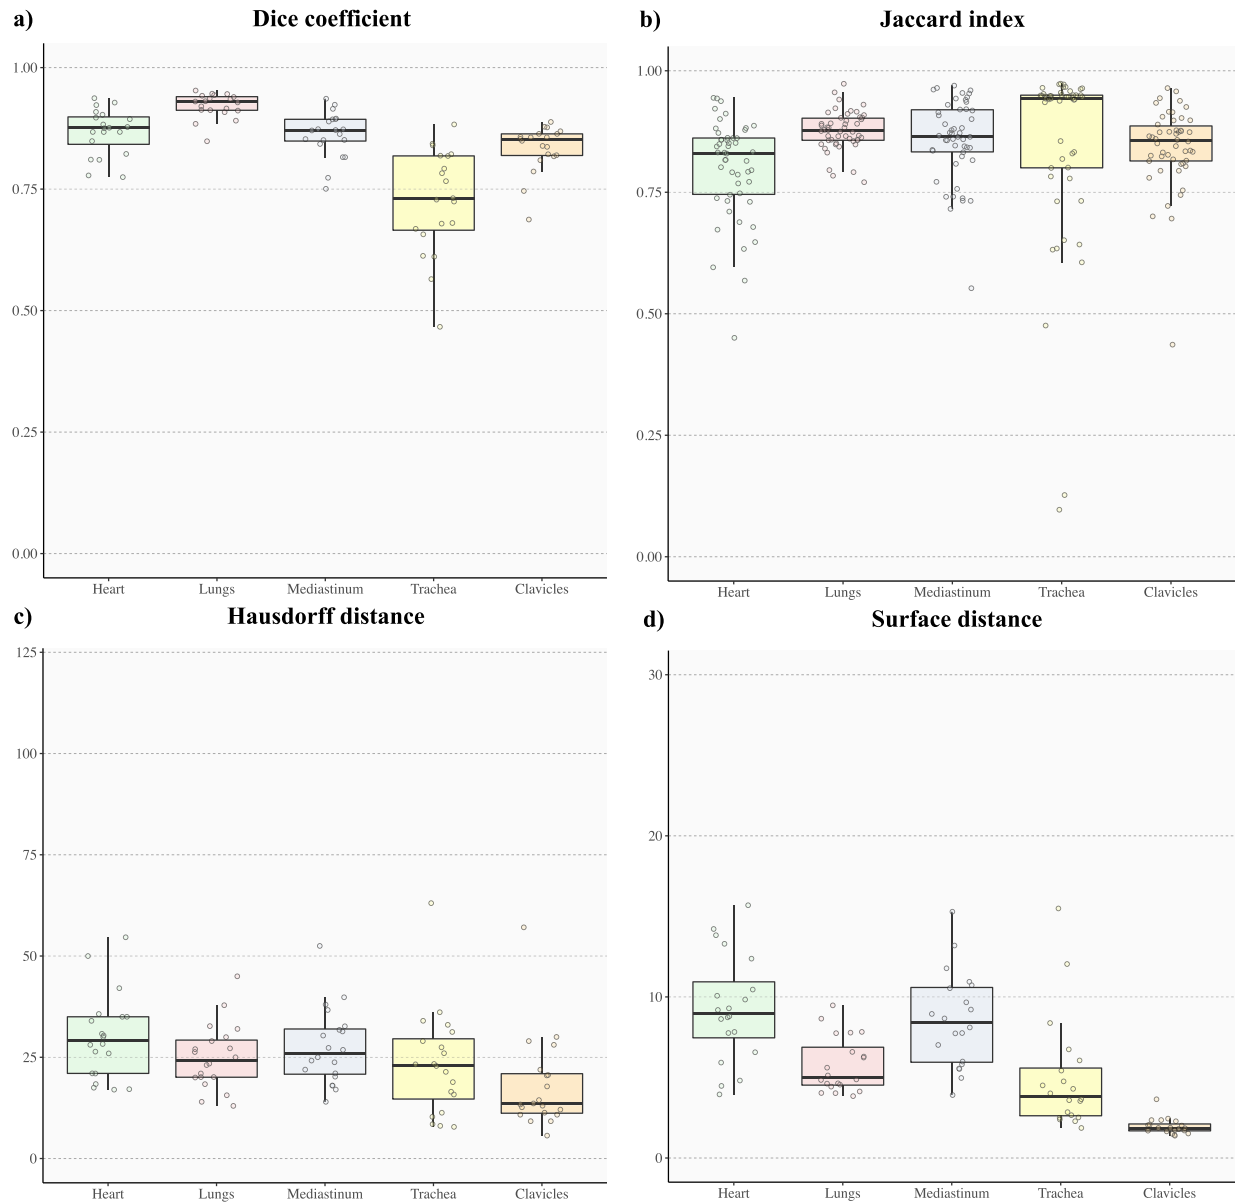 a) Dice coefficient
1.00
0.75
0.50
0.25
0.00
Heart Lungs Mediastinum Trachea Clavicles
b) Jaccard index
1.00
0.75
0.50
0.25
0.00
Heart Lungs Mediastinum Trachea Clavicles
c) Hausdorff distance
125
100
75
50
25
0
Heart Lungs Mediastinum Trachea Clavicles
d) Surface distance
30
20
10
0
Heart Lungs Mediastinum Trachea Clavicles